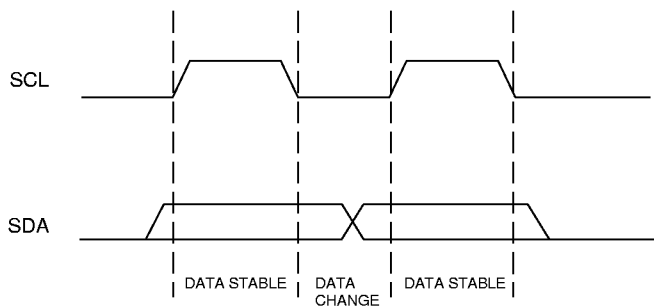 SCL
SDA
DATA STABLE
DATA
CHANGE
DATA STABLE